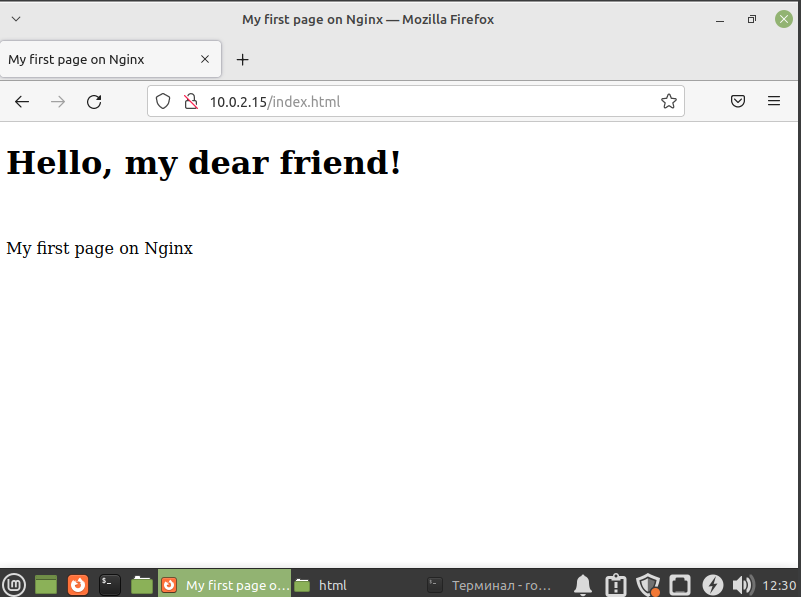 My first page on Nginx — Mozilla Firefox
My first page on Nginx
10.0.2.15/index.html
Hello, my dear friend!
My first page on Nginx
My first page o...
html
Терминал - ro...
12:30